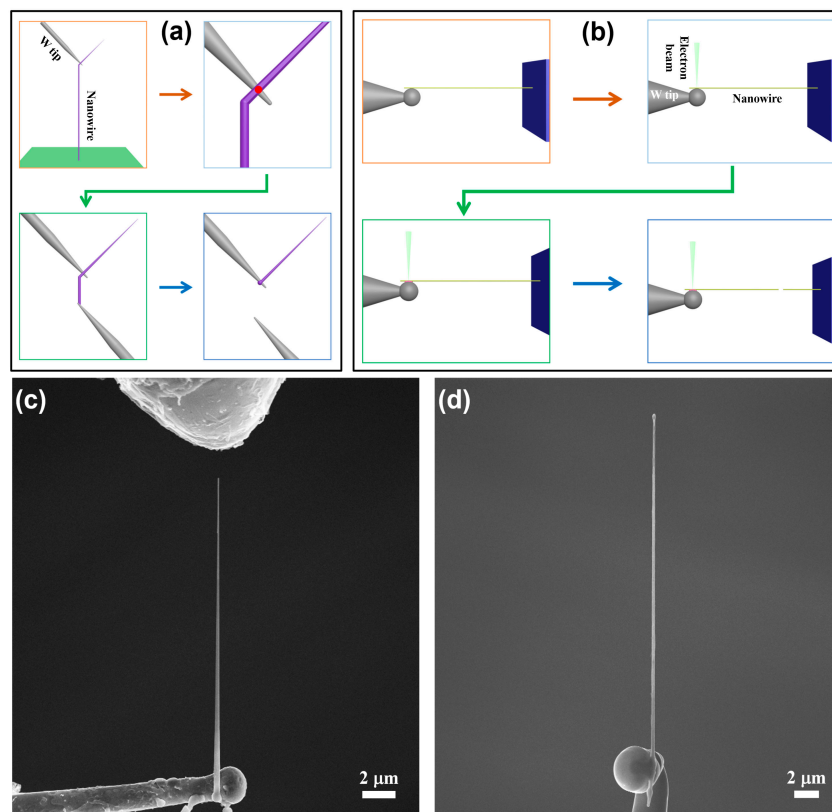 (a)
W tip
Nanowire
(b)
Electron
beam
W tip
Nanowire
(c)
2 μm
(d)
2 μm